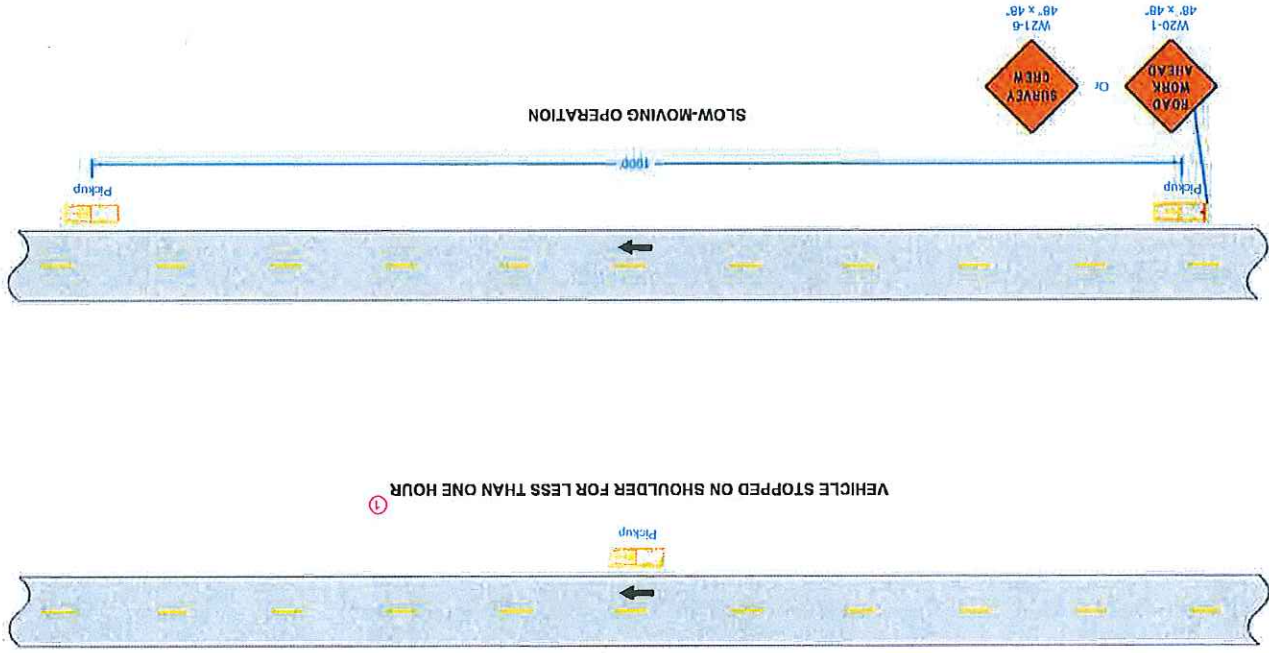 Pickup
VEHICLE STOPPED ON SHOULDER FOR LESS THAN ONE HOUR ①
Pickup
Pickup
1000'
SLOW-MOVING OPERATION
ROAD
WORK
AHEAD
Or
SURVEY
CREW
W20-1
48" x 48"
W21-6
48" x 48"